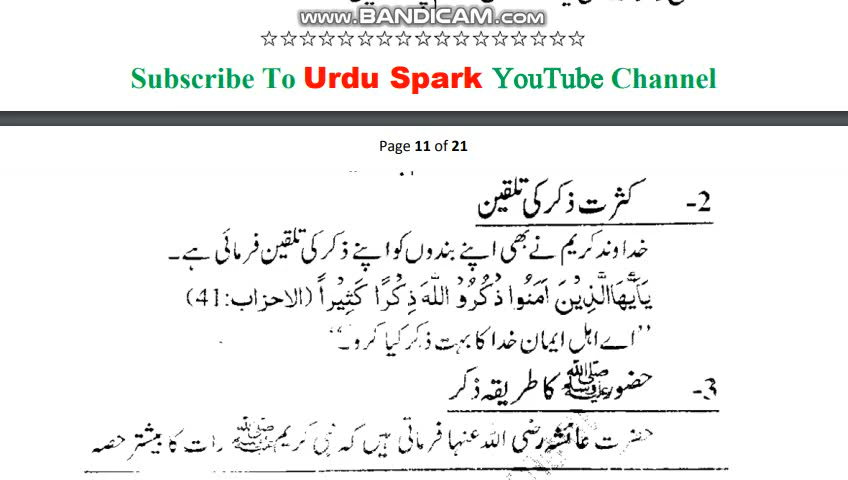 www.BANDICAM.com
☆☆☆☆☆☆☆☆☆☆☆☆☆☆☆☆☆
Subscribe To Urdu Spark YouTube Channel
Page 11 of 21
2- کثرت ذکر کی تلقین
خداوند کریم نے بھی اپنے بندوں کو اپنے ذکر کی تلقین فرمائی ہے۔
يَأَيُّهَا الَّذِيْنَ اٰمَنُوا ذْكُرُو اللّٰهَ ذِكْرًا كَثِيْراً (الاحزاب:41)
”اے اہل ایمان خدا کا بہت ذکر کیا کرو۔“
3- حضور ﷺ کا طریقہ ذکر
حضرت عائشہ رضی اللہ عنہا فرماتی ہیں کہ نبی کریم ﷺ رات کا بیشتر حصہ